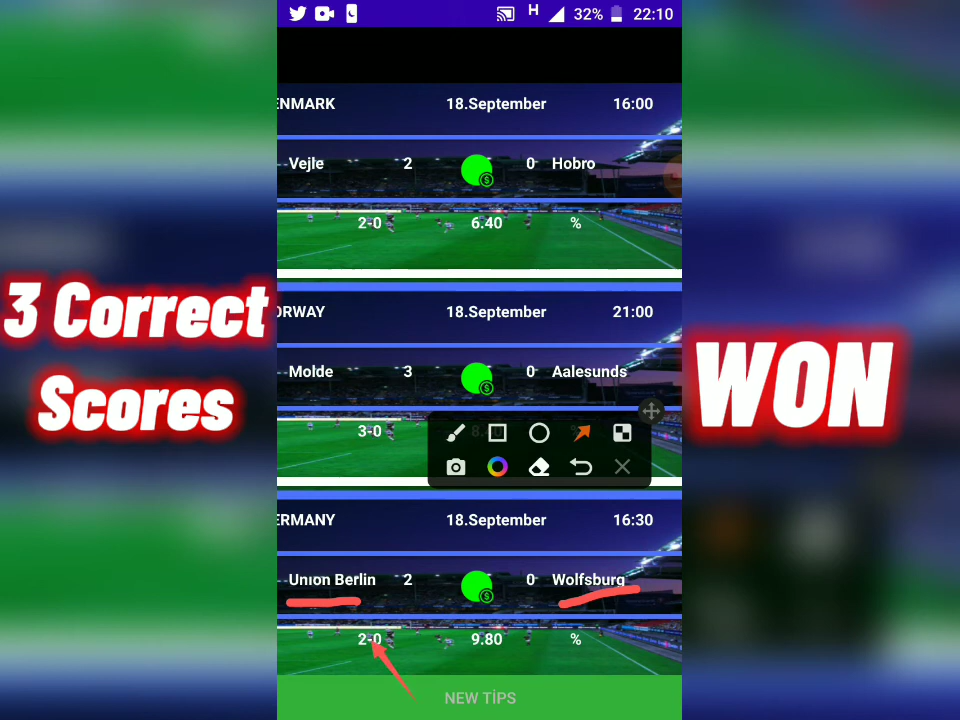 H 32% 22:10
ENMARK 18.September 16:00
Vejle 2 0 Hobro
2-0 6.40 %
3 Correct
Scores
WON
ORWAY 18.September 21:00
Molde 3 0 Aalesunds
3-0
ERMANY 18.September 16:30
Union Berlin 2 0 Wolfsburg
2-0 9.80 %
NEW TİPS